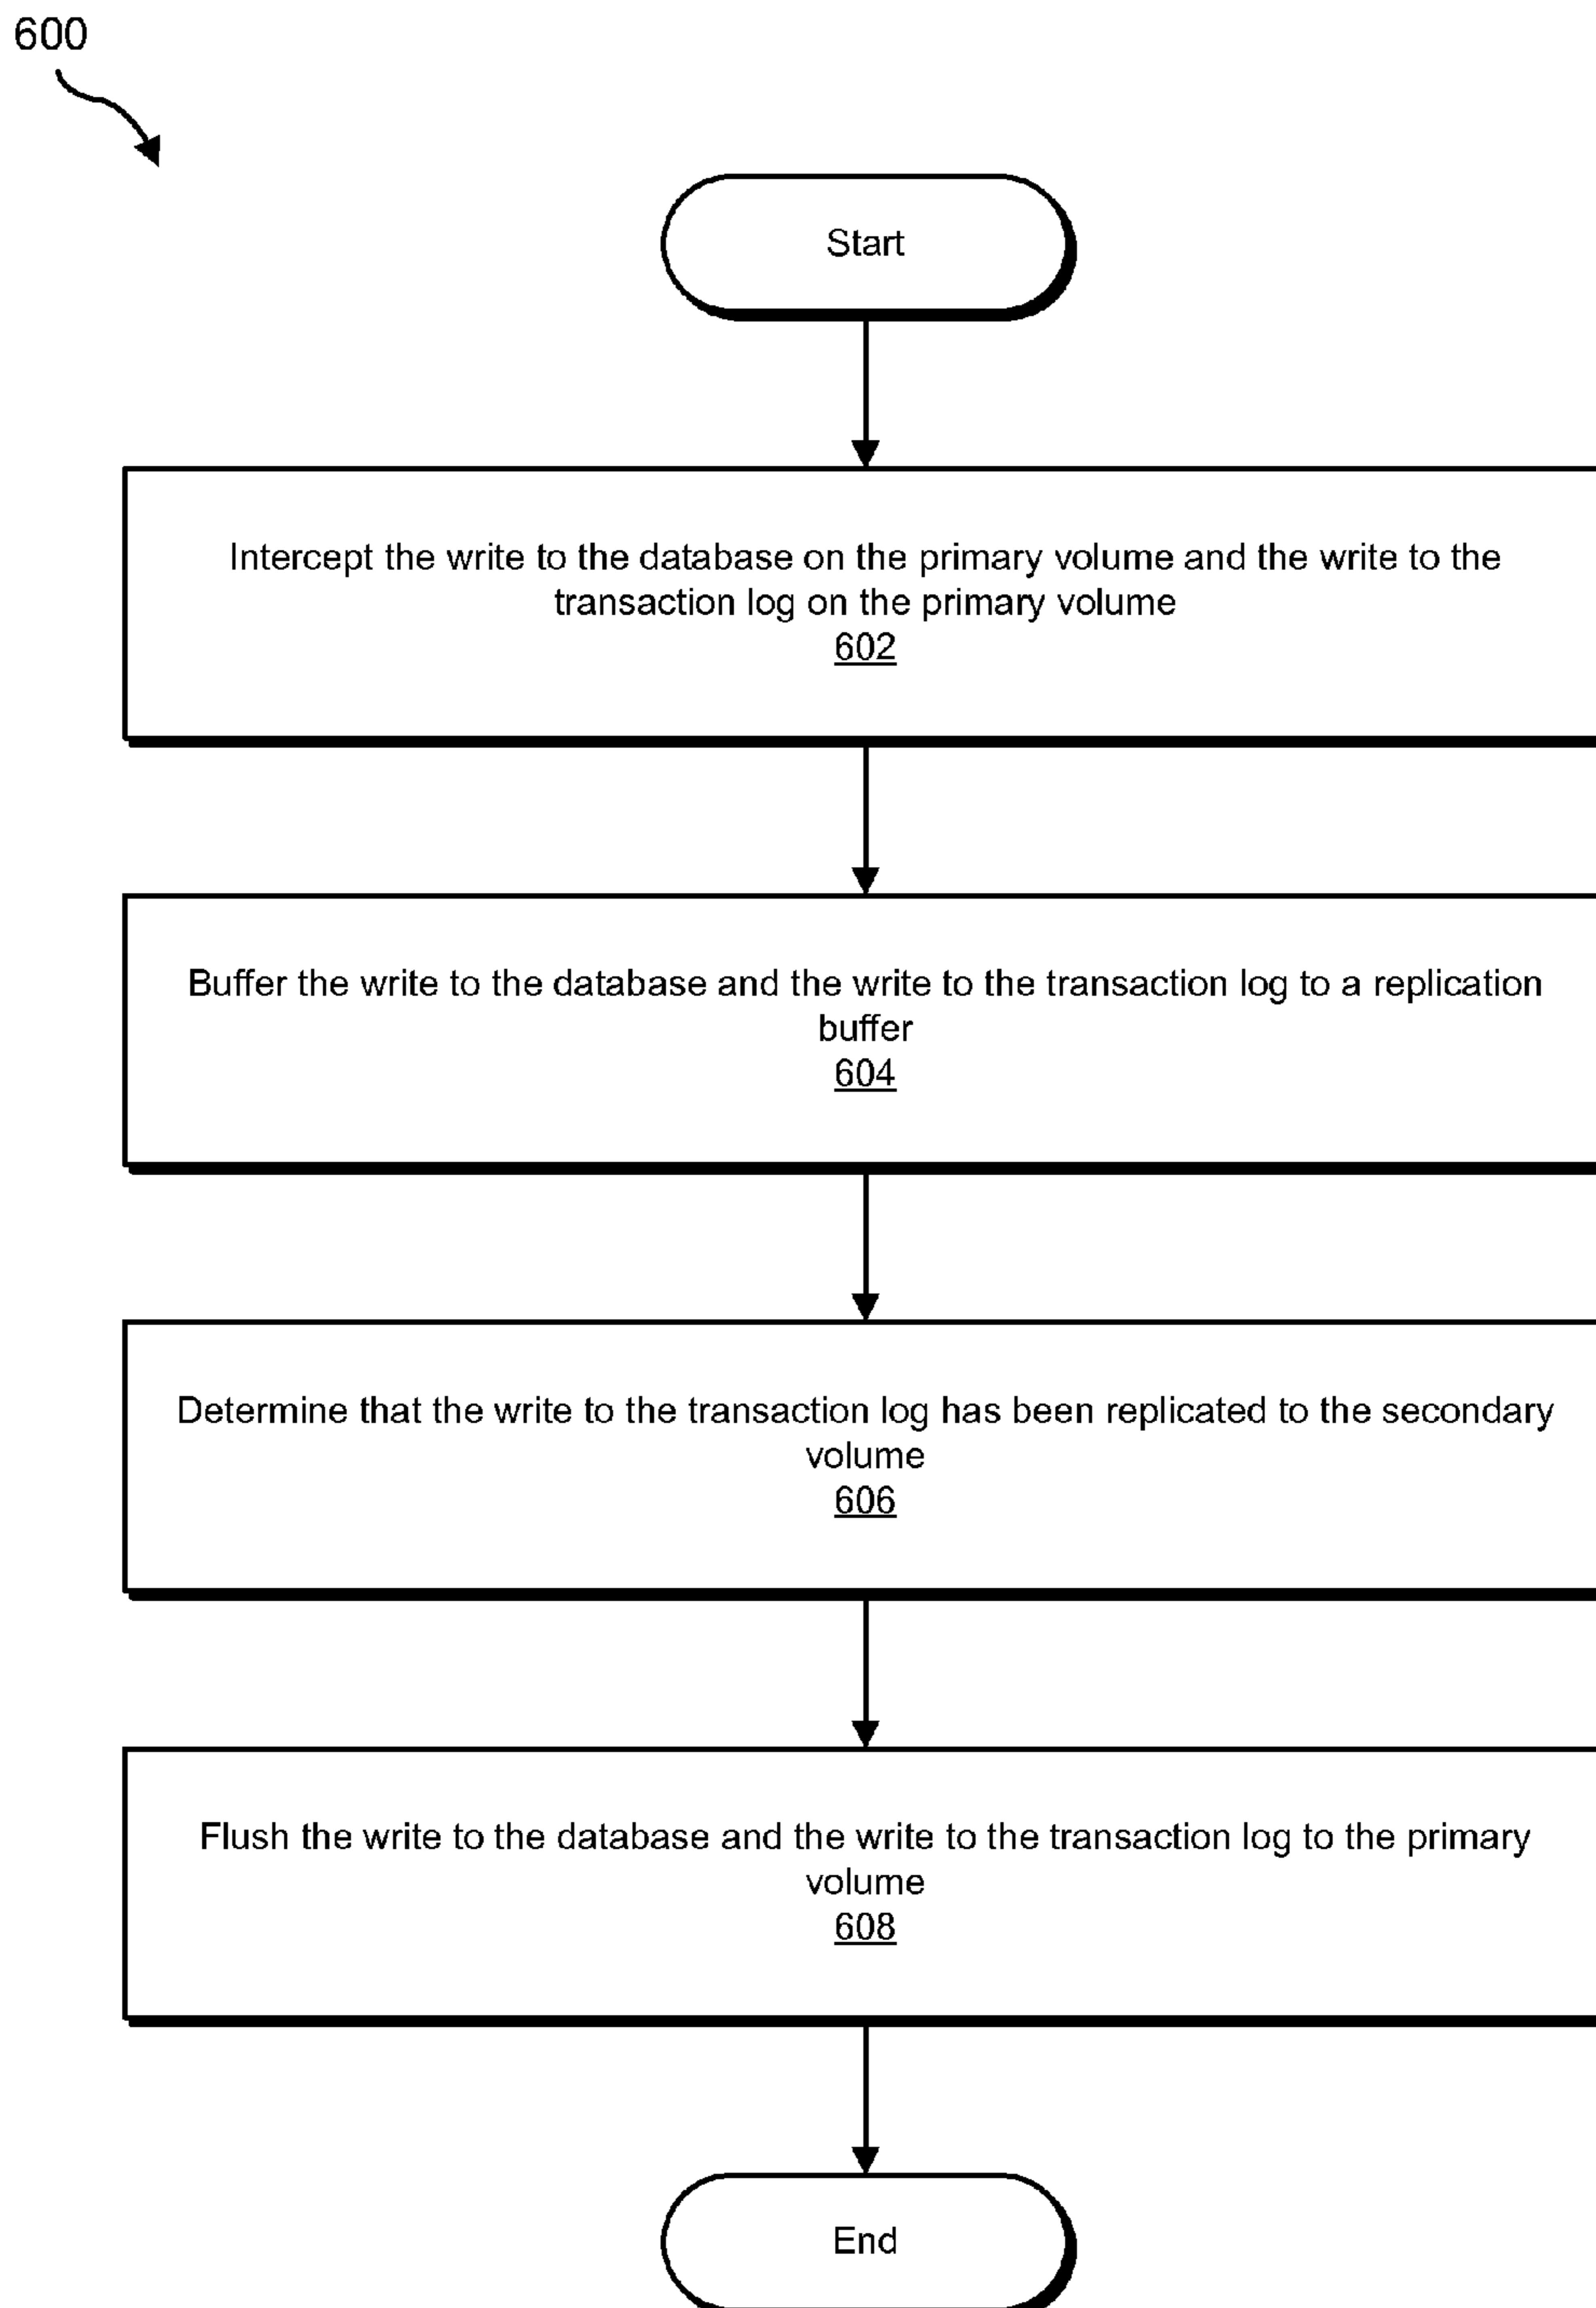 600
Start
Intercept the write to the database on the primary volume and the write to the
transaction log on the primary volume
602
Buffer the write to the database and the write to the transaction log to a replication
buffer
604
Determine that the write to the transaction log has been replicated to the secondary
volume
606
Flush the write to the database and the write to the transaction log to the primary
volume
608
End